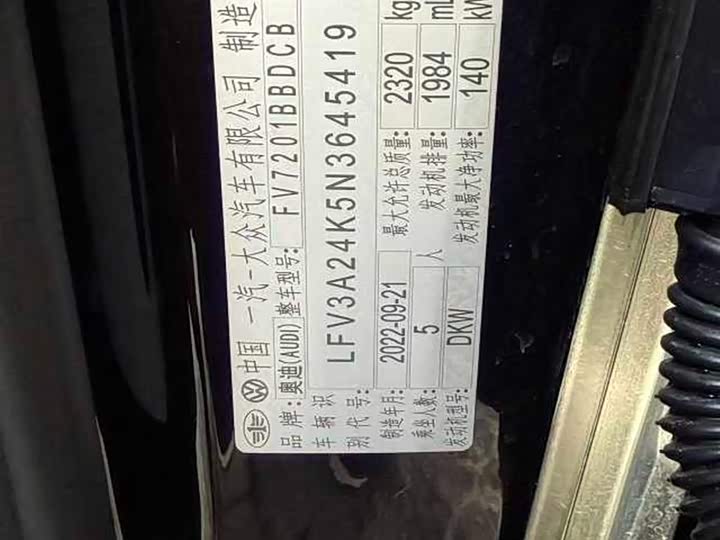 中国 一汽-大众汽车有限公司 制造
品牌: 奥迪(AUDI) 整车型号: FV7201BBDCB
车辆识别代号: LFV3A24K5N3645419
制造年月: 2022-09-21 最大允许总质量: 2320 kg
乘坐人数: 5 人 发动机排量: 1984 mL
发动机型号: DKW 发动机最大净功率: 140 kW